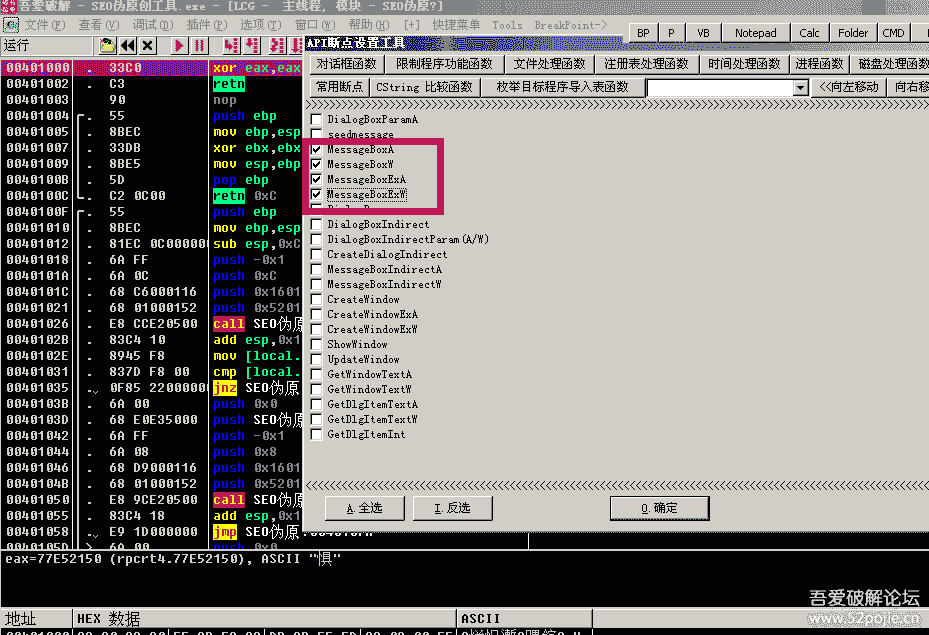 吾爱破解 - SEO伪原创工具.exe - [LCG - 主线程, 模块 - SEO伪原?]
文件(F) 查看(V) 调试(D) 插件(P) 选项(T) 窗口(W) 帮助(H) [+] 快捷菜单 Tools BreakPoint->
运行
BP P VB Notepad Calc Folder CMD
API断点设置工具
对话框函数 限制程序功能函数 文件处理函数 注册表处理函数 时间处理函数 进程函数 磁盘处理函数
常用断点 CString 比较函数 枚举目标程序导入表函数 <<向左移动 向右移
DialogBoxParamA
seedmessage
MessageBoxA
MessageBoxW
MessageBoxExA
MessageBoxExW
DialogBoxIndirect
DialogBoxIndirectParam(A/W)
CreateDialogIndirect
MessageBoxIndirectA
MessageBoxIndirectW
CreateWindow
CreateWindowExA
CreateWindowExW
ShowWindow
UpdateWindow
GetWindowTextA
GetWindowTextW
GetDlgItemTextA
GetDlgItemTextW
GetDlgItemInt
A.全选 I.反选 O.确定
00401000 . 33C0 xor eax,eax
00401002 . C3 retn
00401003 90 nop
00401004 . 55 push ebp
00401005 . 8BEC mov ebp,esp
00401007 . 33DB xor ebx,ebx
00401009 . 8BE5 mov esp,ebp
0040100B . 5D pop ebp
0040100C . C2 0C00 retn 0xC
0040100F . 55 push ebp
00401010 . 8BEC mov ebp,esp
00401012 . 81EC 0C000000 sub esp,0xC
00401018 . 6A FF push -0x1
0040101A . 6A 0C push 0xC
0040101C . 68 C6000116 push 0x1601
00401021 . 68 01000152 push 0x5201
00401026 . E8 CCE20500 call SEO伪原
0040102B . 83C4 10 add esp,0x1
0040102E . 8945 F8 mov [local.
00401031 . 837D F8 00 cmp [local.
00401035 . 0F85 22000000 jnz SEO伪原
0040103B . 6A 00 push 0x0
0040103D . 68 E0E35000 push SEO伪原
00401042 . 6A FF push -0x1
00401044 . 6A 08 push 0x8
00401046 . 68 D9000116 push 0x1601
0040104B . 68 01000152 push 0x5201
00401050 . E8 9CE20500 call SEO伪原
00401055 . 83C4 18 add esp,0x1
00401058 . E9 1D000000 jmp SEO伪原
0040105D > 6A 00 push 0x0
eax=77E52150 (rpcrt4.77E52150), ASCII "惧"
地址 HEX 数据 ASCII
吾爱破解论坛
www.52pojie.cn